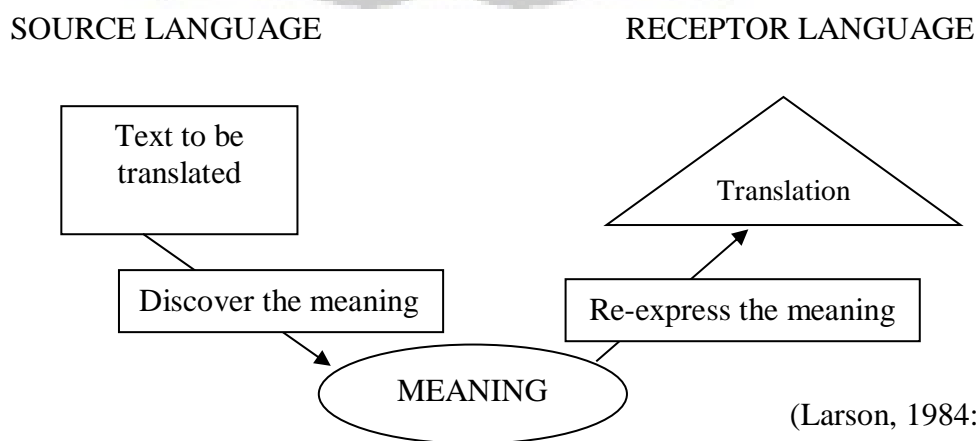 SOURCE LANGUAGE
RECEPTOR LANGUAGE
Text to be
translated
Translation
Discover the meaning
Re-express the meaning
MEANING
(Larson, 1984: